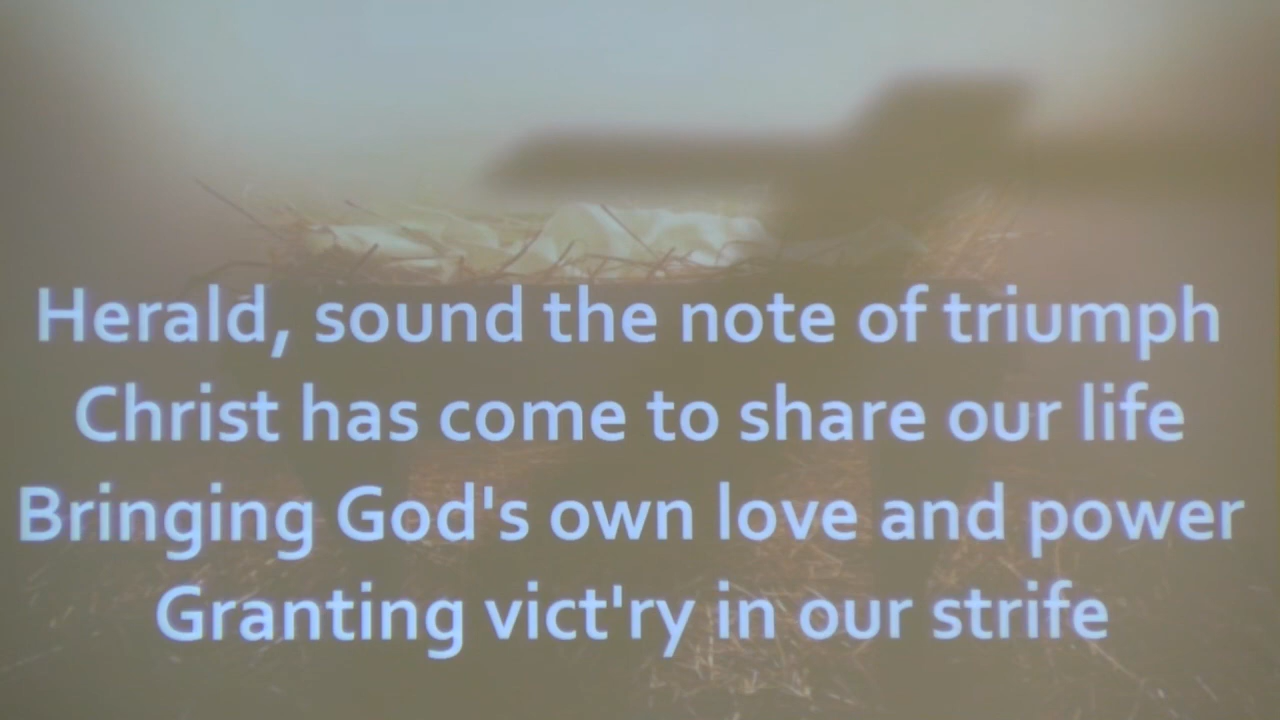 Herald, sound the note of triumph
Christ has come to share our life
Bringing God's own love and power
Granting vict'ry in our strife